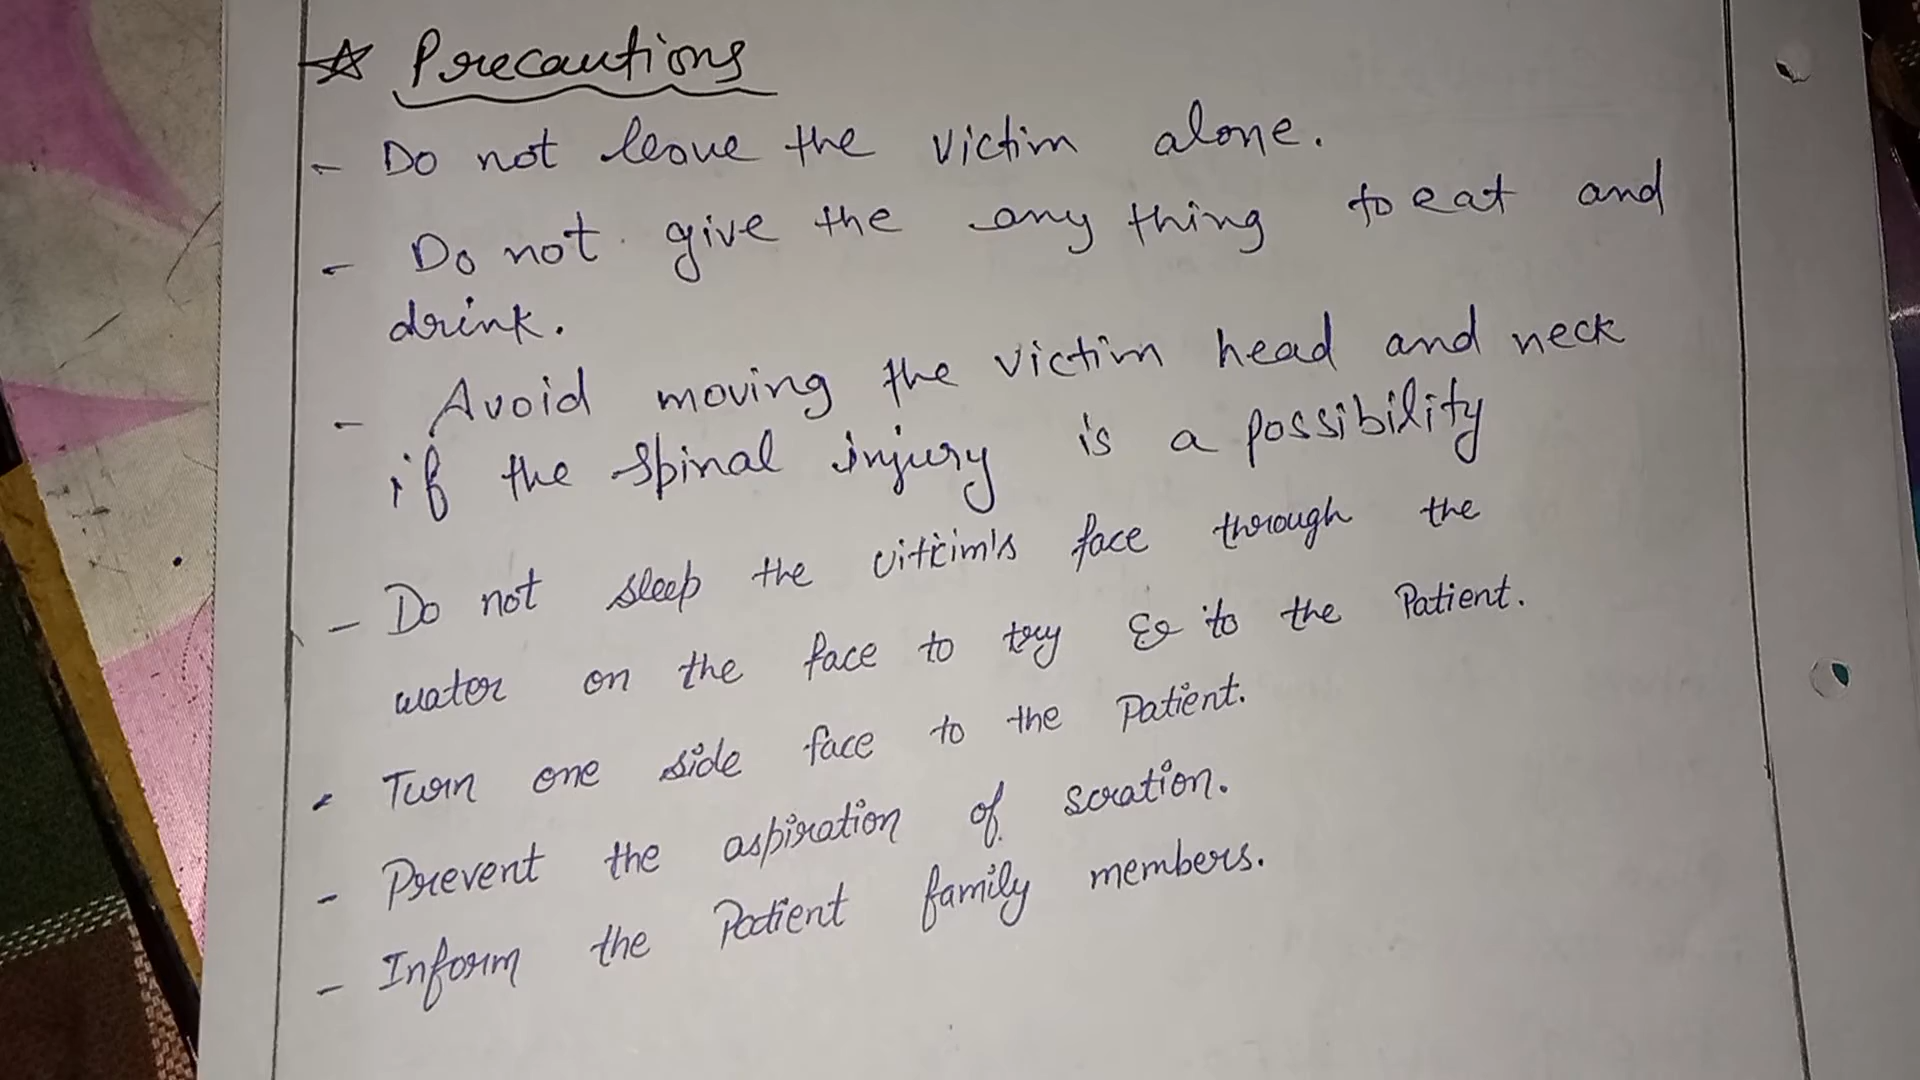 ☆ Precautions
- Do not leave the victim alone.
- Do not give the any thing to eat and
drink.
- Avoid moving the victim head and neck
if the spinal injury is a possibility
- Do not sleep the vitcim's face through the
water on the face to try & to to the Patient.
- Turn one side face to the Patient.
- Prevent the aspiration of scration.
- Inform the Patient family members.